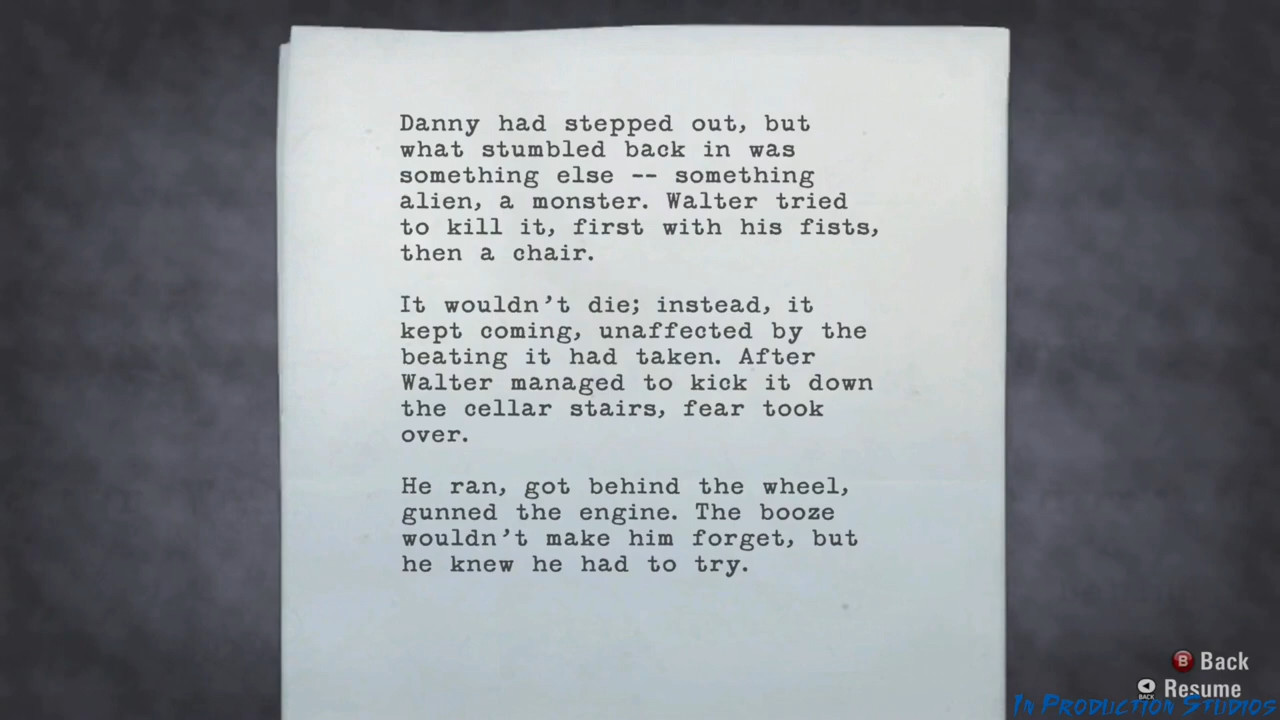 Danny had stepped out, but
what stumbled back in was
something else -- something
alien, a monster. Walter tried
to kill it, first with his fists,
then a chair.
It wouldn't die; instead, it
kept coming, unaffected by the
beating it had taken. After
Walter managed to kick it down
the cellar stairs, fear took
over.
He ran, got behind the wheel,
gunned the engine. The booze
wouldn't make him forget, but
he knew he had to try.
B Back
BACK Resume
In Production Studios